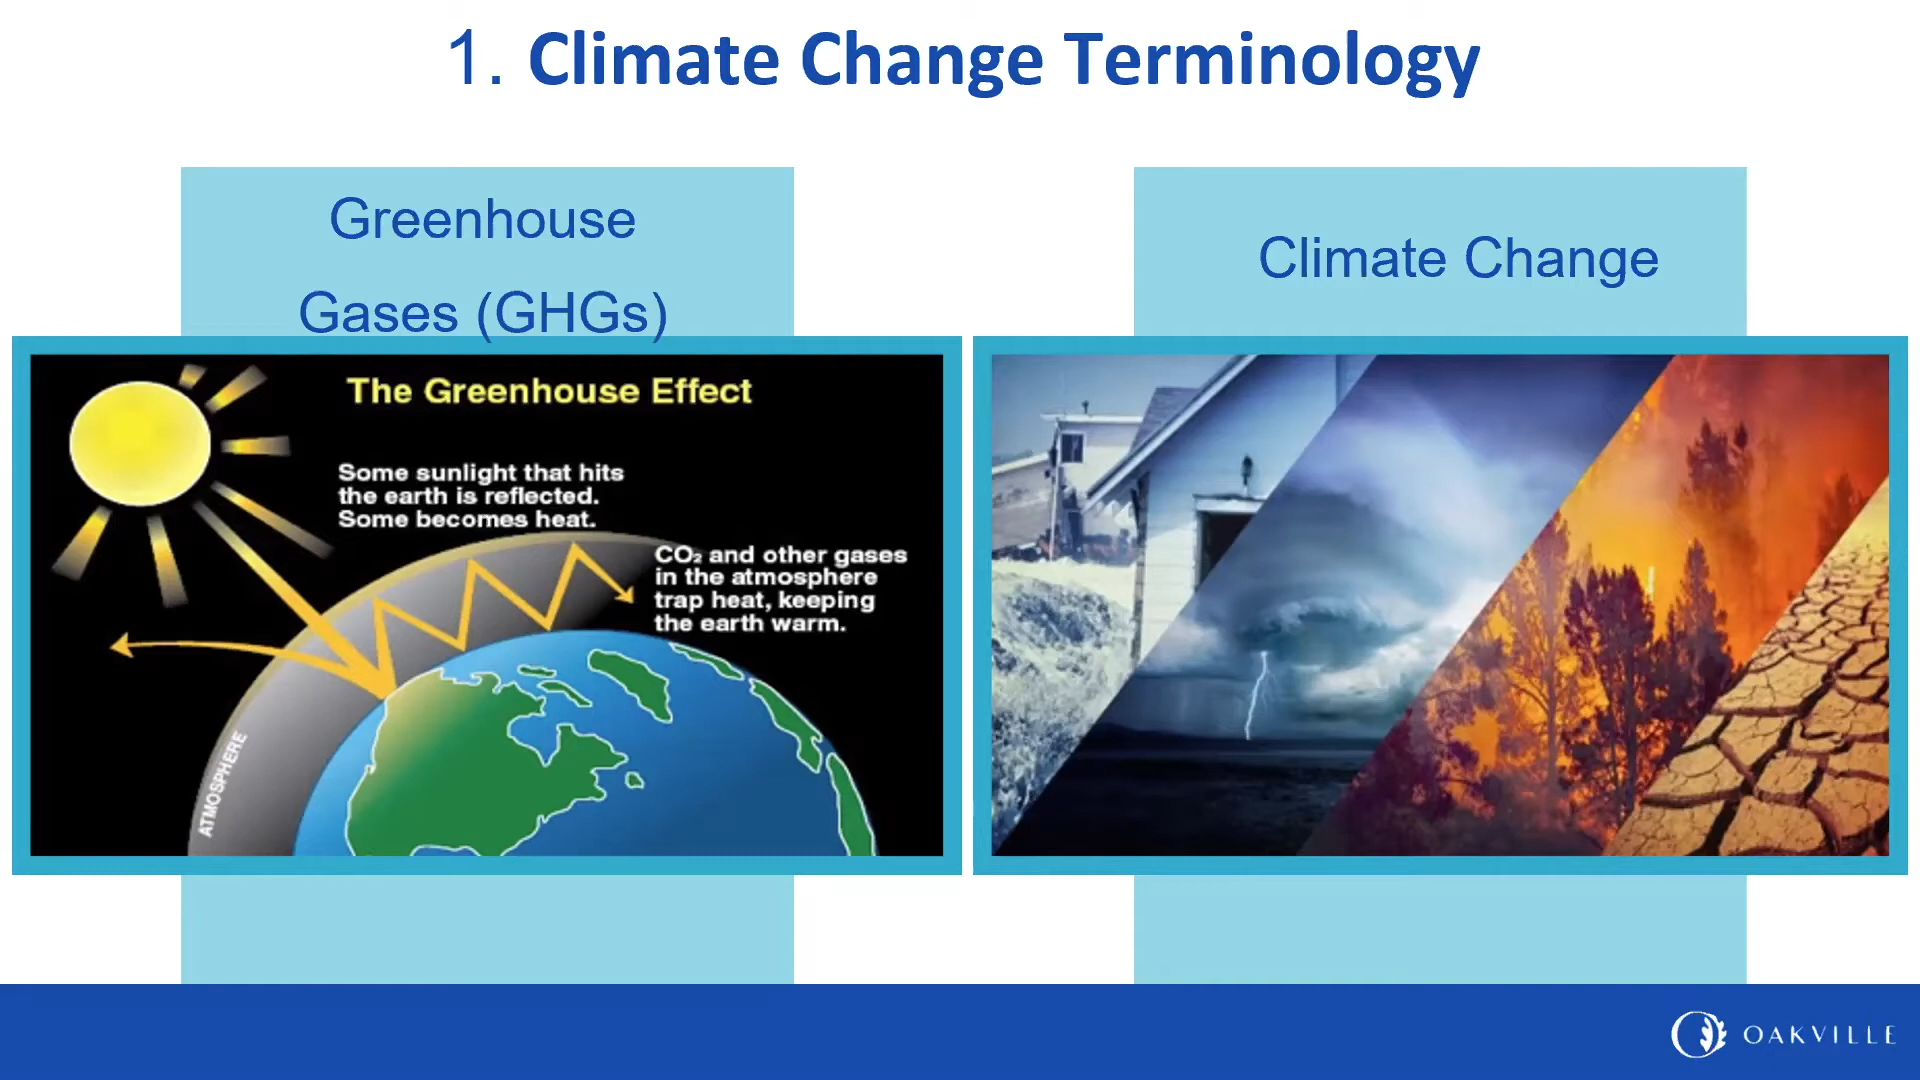 1. Climate Change Terminology
Greenhouse
Gases (GHGs)
The Greenhouse Effect
Some sunlight that hits
the earth is reflected.
Some becomes heat.
CO₂ and other gases
in the atmosphere
trap heat, keeping
the earth warm.
ATMOSPHERE
Climate Change
OAKVILLE